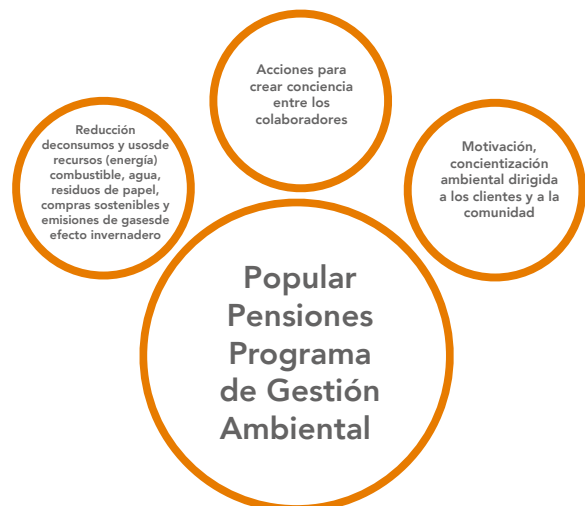 Acciones para
crear conciencia
entre los
colaboradores
Reducción
deconsumos y usosde
recursos (energía)
combustible, agua,
residuos de papel,
compras sostenibles y
emisiones de gasesde
efecto invernadero
Motivación,
concientización
ambiental dirigida
a los clientes y a la
comunidad
Popular
Pensiones
Programa
de Gestión
Ambiental